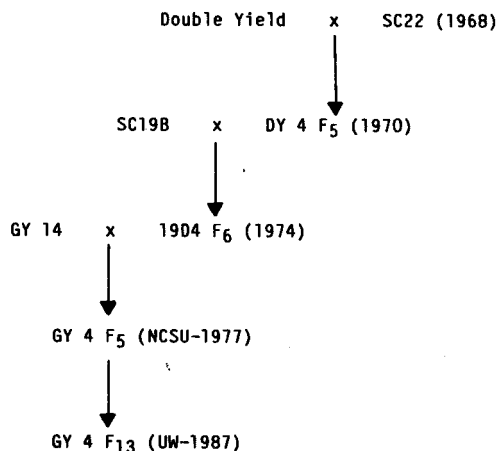 Double Yield x SC22 (1968)
SC19B x DY 4 F5 (1970)
GY 14 x 19D4 F6 (1974)
GY 4 F5 (NCSU-1977)
GY 4 F13 (UW-1987)